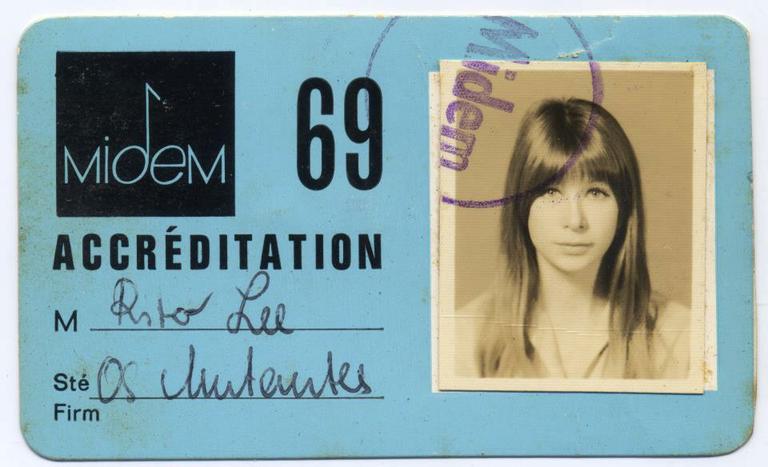 Midem
MIDEM
69
ACCRÉDITATION
M Rita Lee
Sté Os Mutantes
Firm